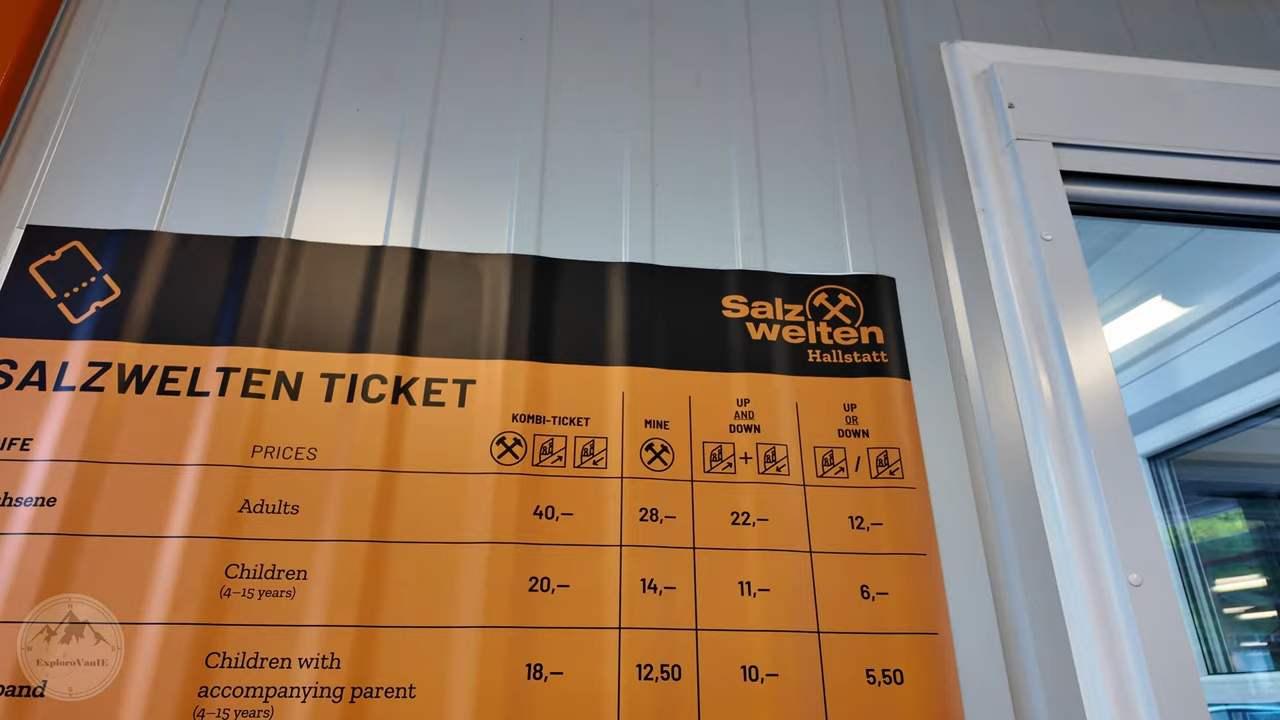 Salz
welten
Hallstatt
SALZWELTEN TICKET
KOMBI-TICKET
MINE
UP
AND
DOWN
UP
OR
DOWN
IFE PRICES
+ /
hsene Adults 40,— 28,— 22,— 12,—
Children 20,— 14,— 11,— 6,—
(4–15 years)
Children with
accompanying parent 18,— 12,50 10,— 5,50
(4–15 years)
band
ExploroVanIE